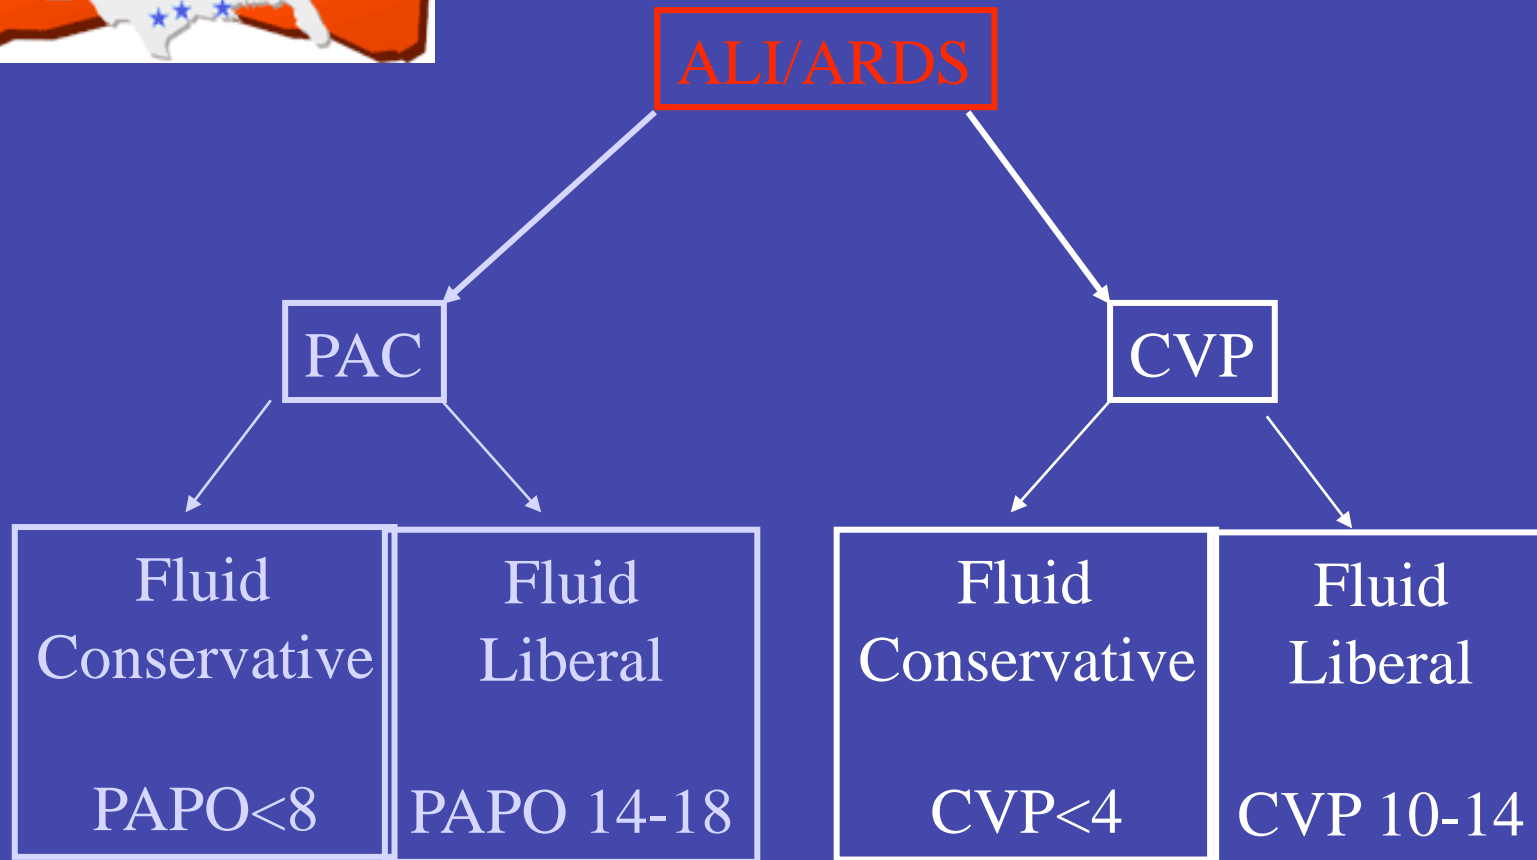 ALI/ARDS
PAC
CVP
Fluid
Conservative
PAPO<8
Fluid
Liberal
PAPO 14-18
Fluid
Conservative
CVP<4
Fluid
Liberal
CVP 10-14